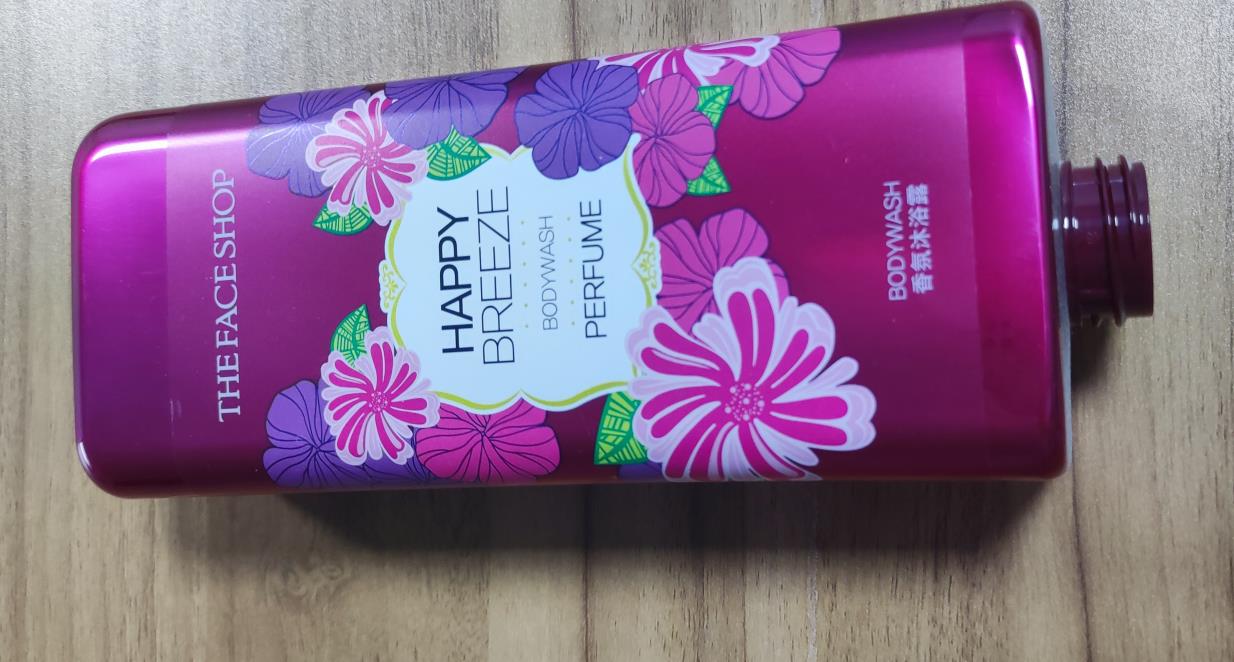 THE FACE SHOP
HAPPY
BREEZE
BODYWASH
PERFUME
BODYWASH
香氛沐浴露